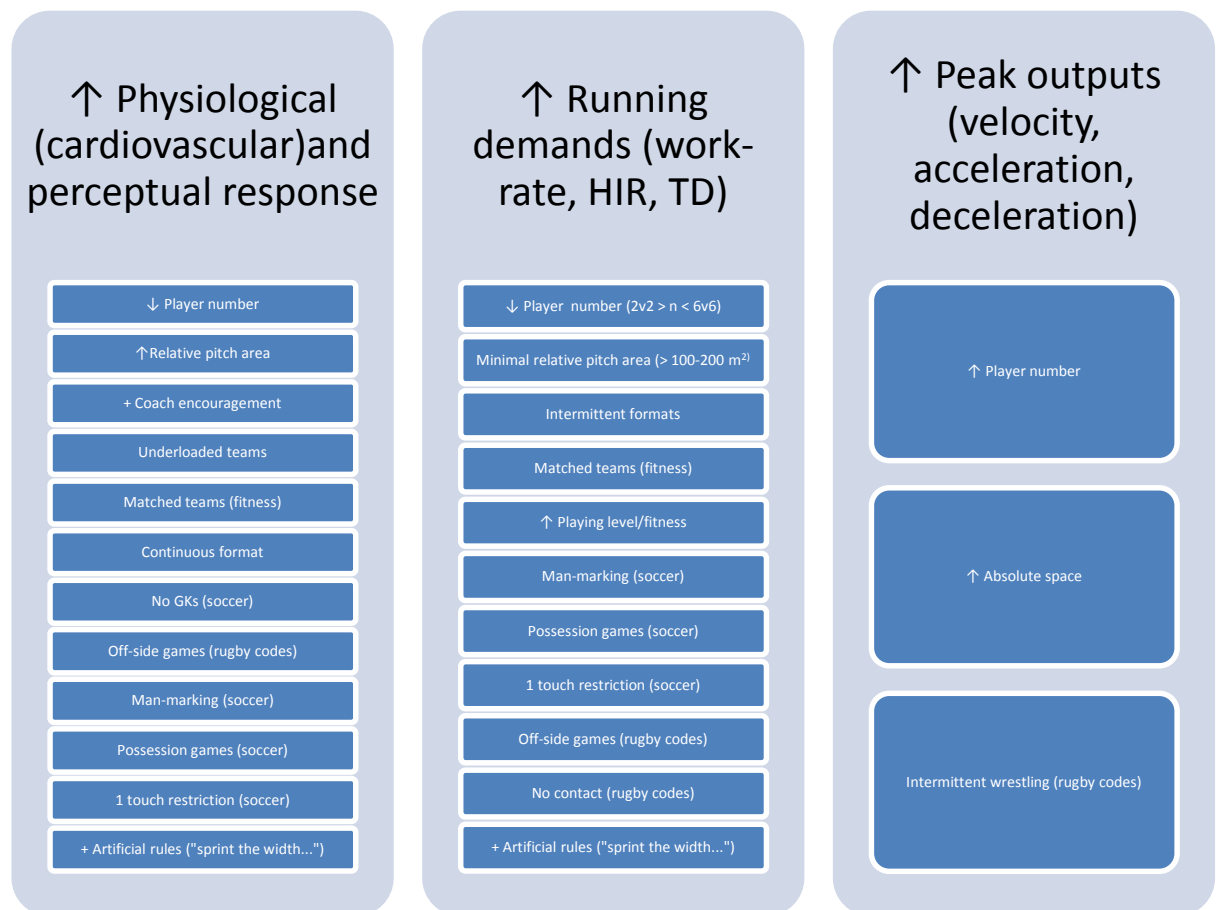 ↑ Physiological
(cardiovascular)and
perceptual response
↓ Player number
↑Relative pitch area
+ Coach encouragement
Underloaded teams
Matched teams (fitness)
Continuous format
No GKs (soccer)
Off-side games (rugby codes)
Man-marking (soccer)
Possession games (soccer)
1 touch restriction (soccer)
+ Artificial rules ("sprint the width...")
↑ Running
demands (work-
rate, HIR, TD)
↓ Player number (2v2 > n < 6v6)
Minimal relative pitch area (> 100-200 m²⁾
Intermittent formats
Matched teams (fitness)
↑ Playing level/fitness
Man-marking (soccer)
Possession games (soccer)
1 touch restriction (soccer)
Off-side games (rugby codes)
No contact (rugby codes)
+ Artificial rules ("sprint the width...")
↑ Peak outputs
(velocity,
acceleration,
deceleration)
↑ Player number
↑ Absolute space
Intermittent wrestling (rugby codes)